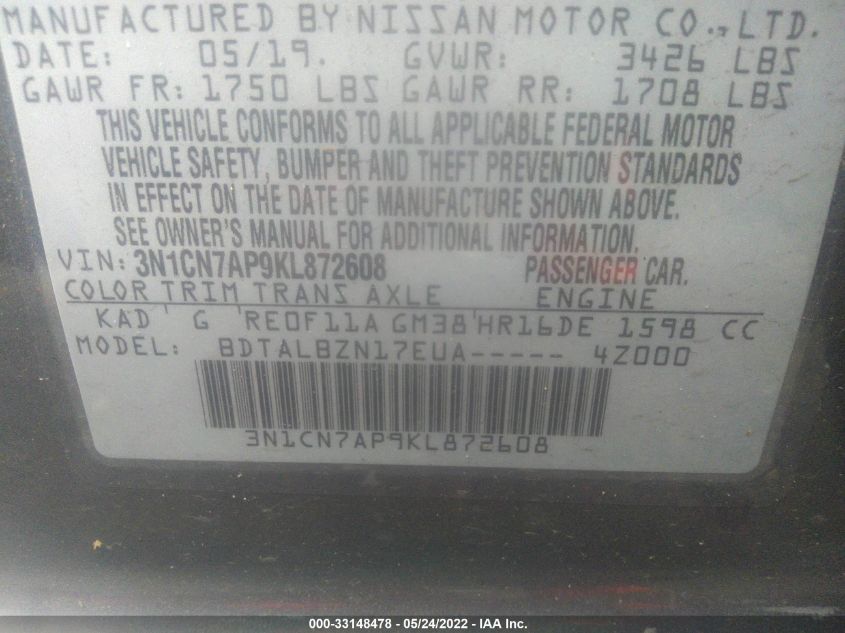 MANUFACTURED BY NISSAN MOTOR CO., LTD.
DATE: 05/19. GVWR: 3426 LBS
GAWR FR: 1750 LBS GAWR RR: 1708 LBS
THIS VEHICLE CONFORMS TO ALL APPLICABLE FEDERAL MOTOR
VEHICLE SAFETY, BUMPER AND THEFT PREVENTION STANDARDS
IN EFFECT ON THE DATE OF MANUFACTURE SHOWN ABOVE.
SEE OWNER'S MANUAL FOR ADDITIONAL INFORMATION.
VIN: 3N1CN7AP9KL872608 PASSENGER CAR.
COLOR TRIM TRANS AXLE ENGINE
KAD G RE0F11A GM38 HR16DE 1598 CC
MODEL: BDTALBZN17EUA----- 4Z000
3N1CN7AP9KL872608
000-33148478 - 05/24/2022 - IAA Inc.